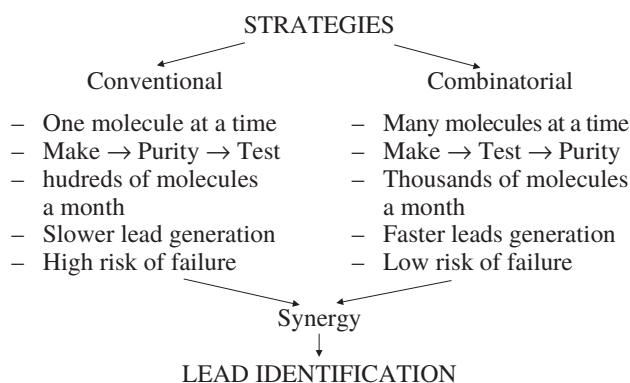 STRATEGIES
Conventional
– One molecule at a time
– Make → Purity → Test
– hudreds of molecules
a month
– Slower lead generation
– High risk of failure
Combinatorial
– Many molecules at a time
– Make → Test → Purity
– Thousands of molecules
a month
– Faster leads generation
– Low risk of failure
Synergy
LEAD IDENTIFICATION